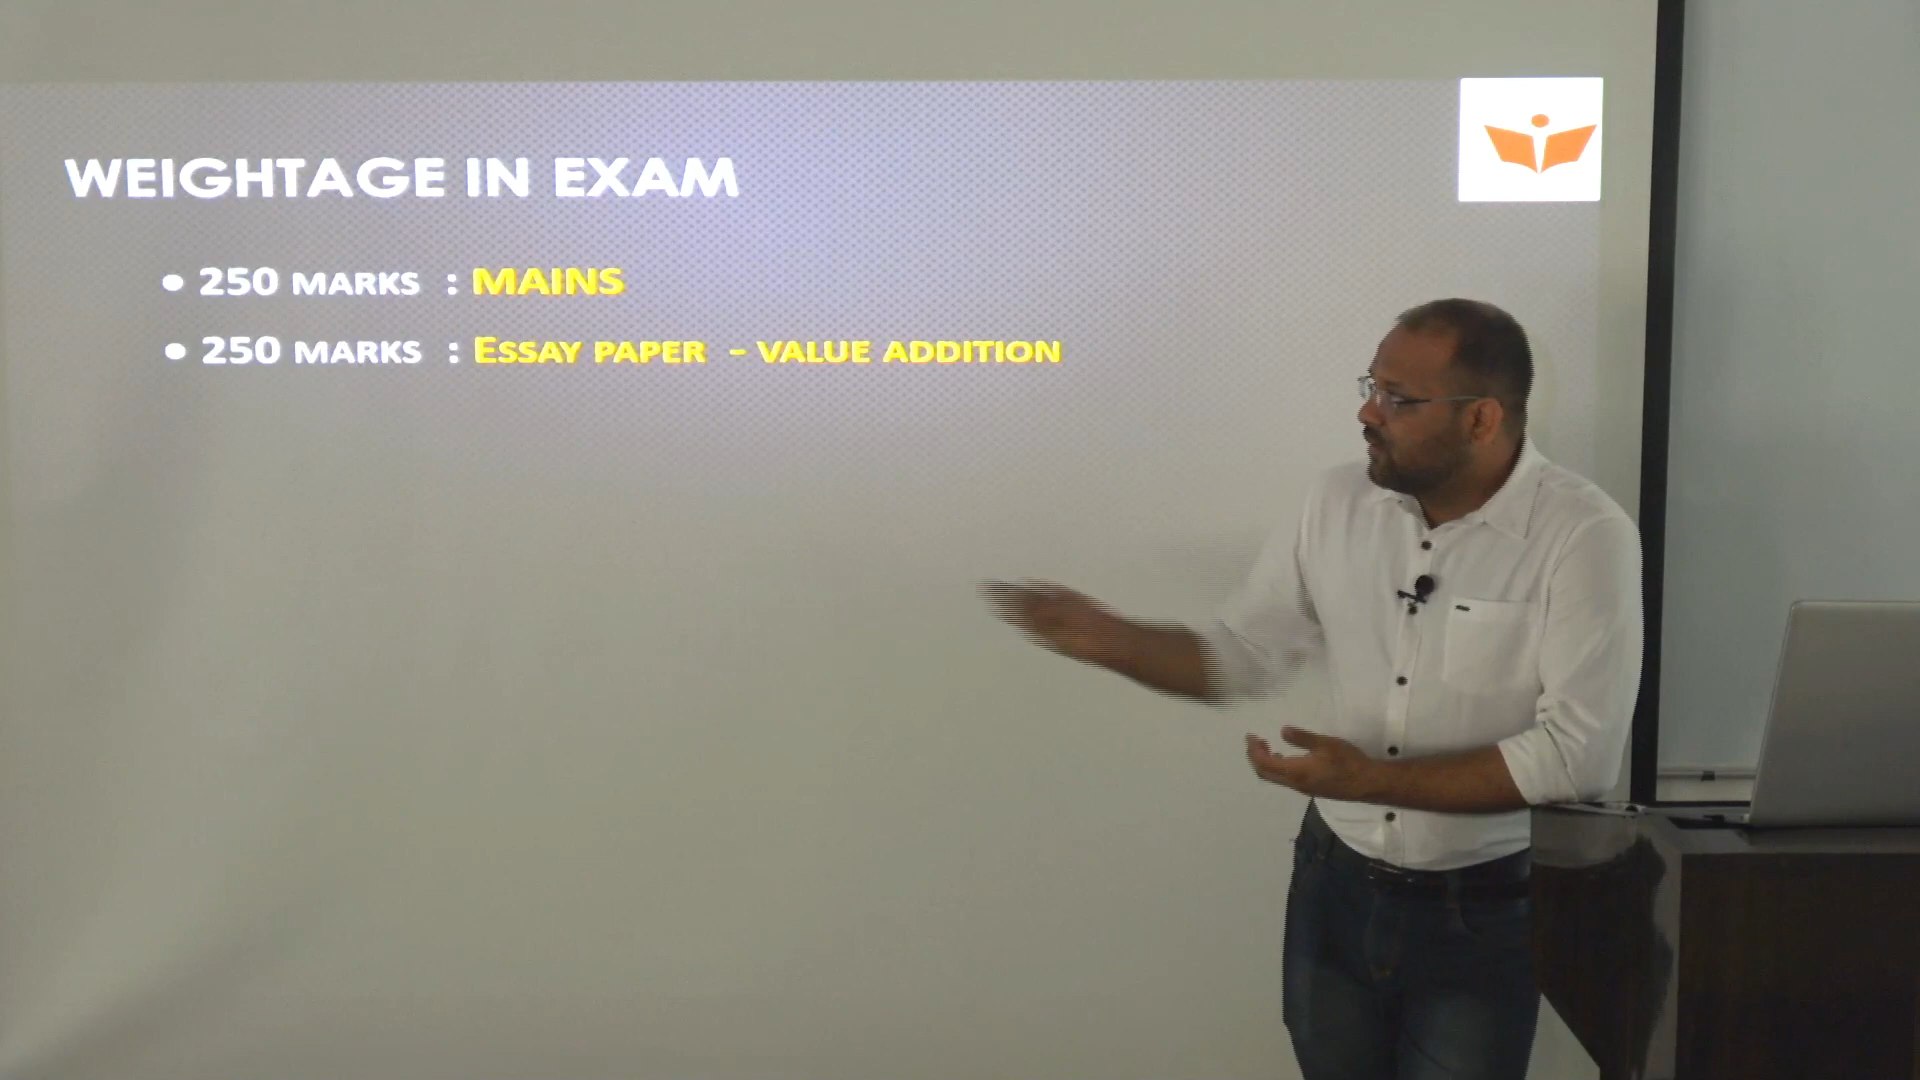 WEIGHTAGE IN EXAM
• 250 MARKS : MAINS
• 250 MARKS : ESSAY PAPER – VALUE ADDITION